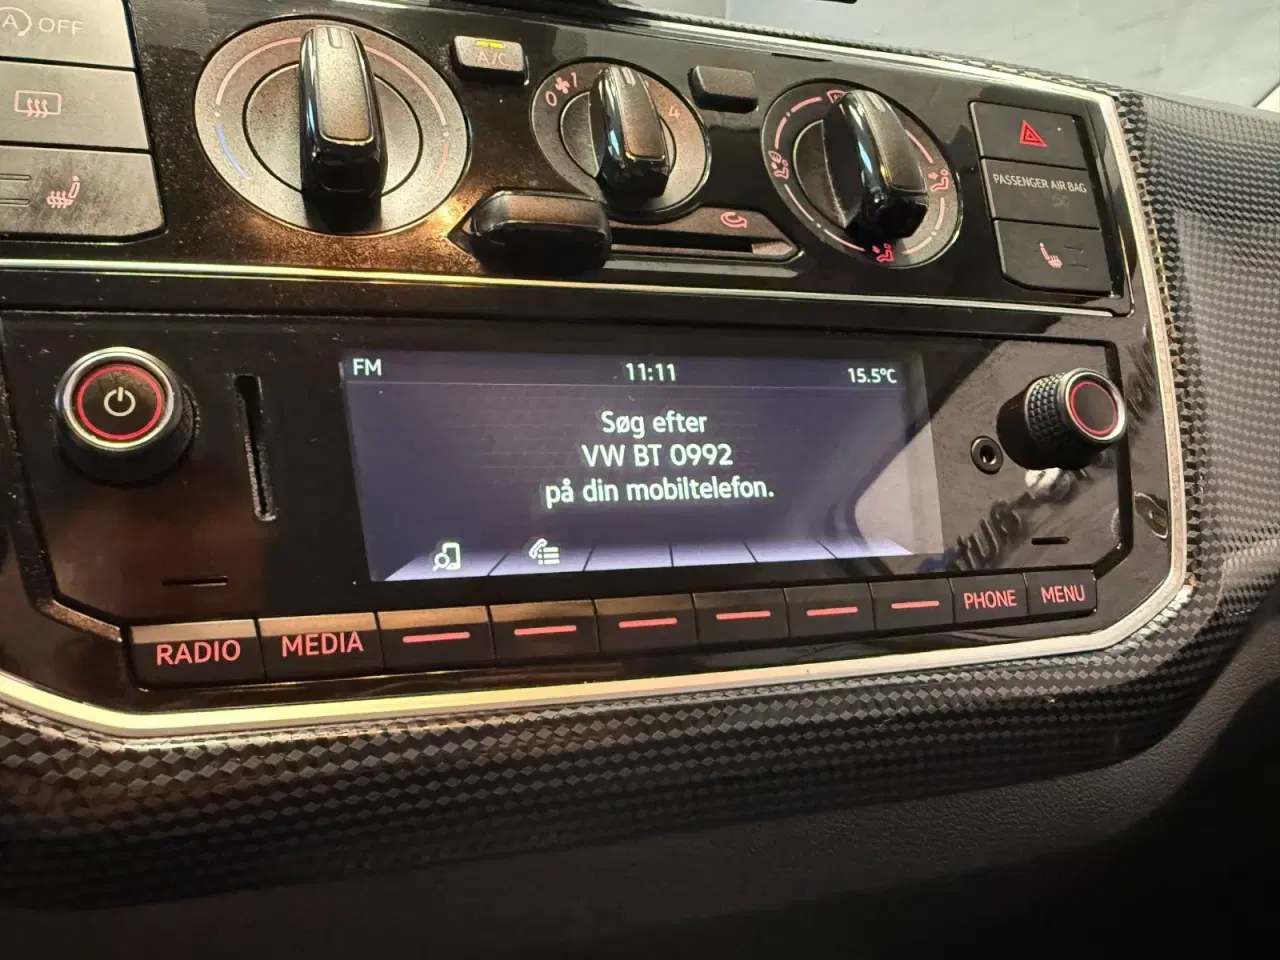 A OFF
A/C
0 1 4
PASSENGER AIR BAG
FM 11:11 15.5°C
Søg efter
VW BT 0992
på din mobiltelefon.
RADIO MEDIA PHONE MENU